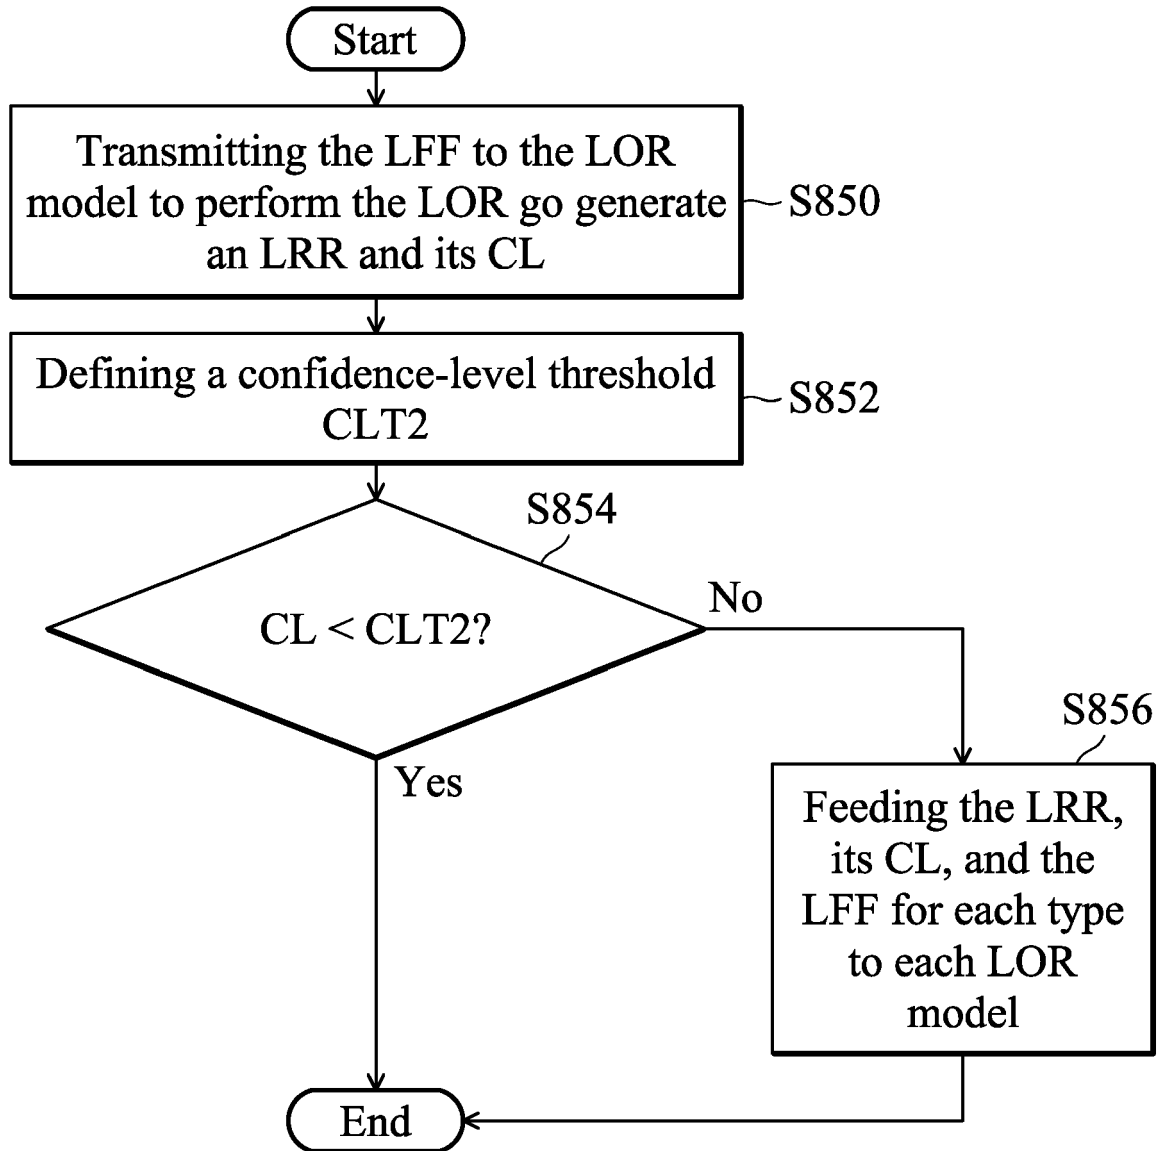 Start
Transmitting the LFF to the LOR
model to perform the LOR go generate
an LRR and its CL
S850
Defining a confidence-level threshold
CLT2
S852
S854
CL < CLT2?
No
Yes
S856
Feeding the LRR,
its CL, and the
LFF for each type
to each LOR
model
End